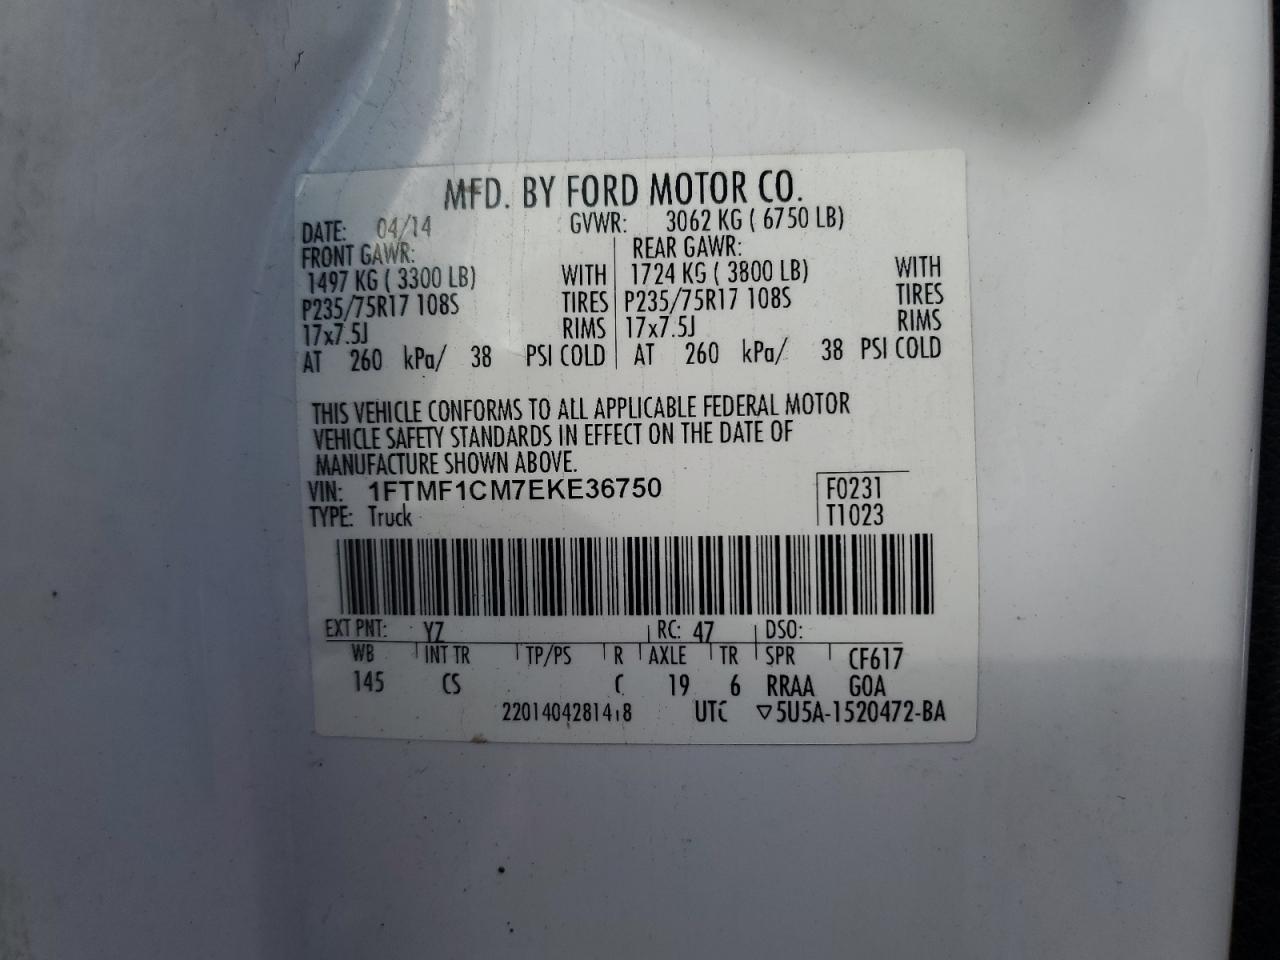 MFD. BY FORD MOTOR CO.
DATE: 04/14 GVWR: 3062 KG ( 6750 LB)
FRONT GAWR: REAR GAWR:
1497 KG ( 3300 LB) WITH 1724 KG ( 3800 LB) WITH
P235/75R17 108S TIRES P235/75R17 108S TIRES
17x7.5J RIMS 17x7.5J RIMS
AT 260 kPa/ 38 PSI COLD AT 260 kPa/ 38 PSI COLD
THIS VEHICLE CONFORMS TO ALL APPLICABLE FEDERAL MOTOR
VEHICLE SAFETY STANDARDS IN EFFECT ON THE DATE OF
MANUFACTURE SHOWN ABOVE.
VIN: 1FTMF1CM7EKE36750 F0231
TYPE: Truck T1023
EXT PNT: YZ RC: 47 DSO:
WB INT TR TP/PS R AXLE TR SPR CF617
145 CS C 19 6 RRAA GOA
UTC ▽5U5A-1520472-BA